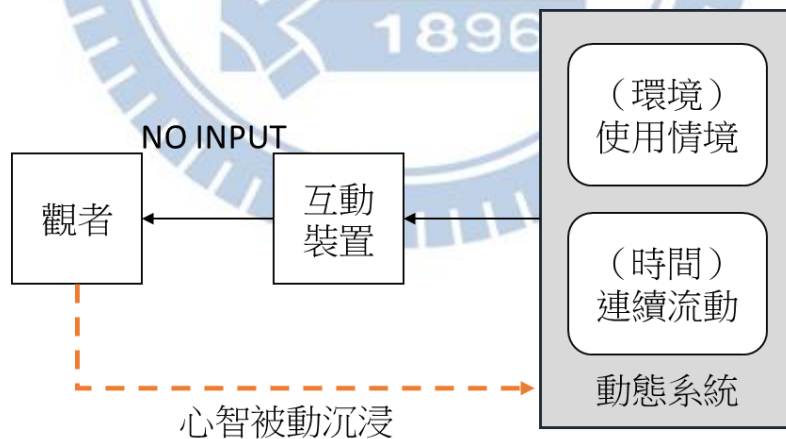 1896
（環境）
使用情境
NO INPUT
觀者
互動
裝置
（時間）
連續流動
動態系統
心智被動沉浸